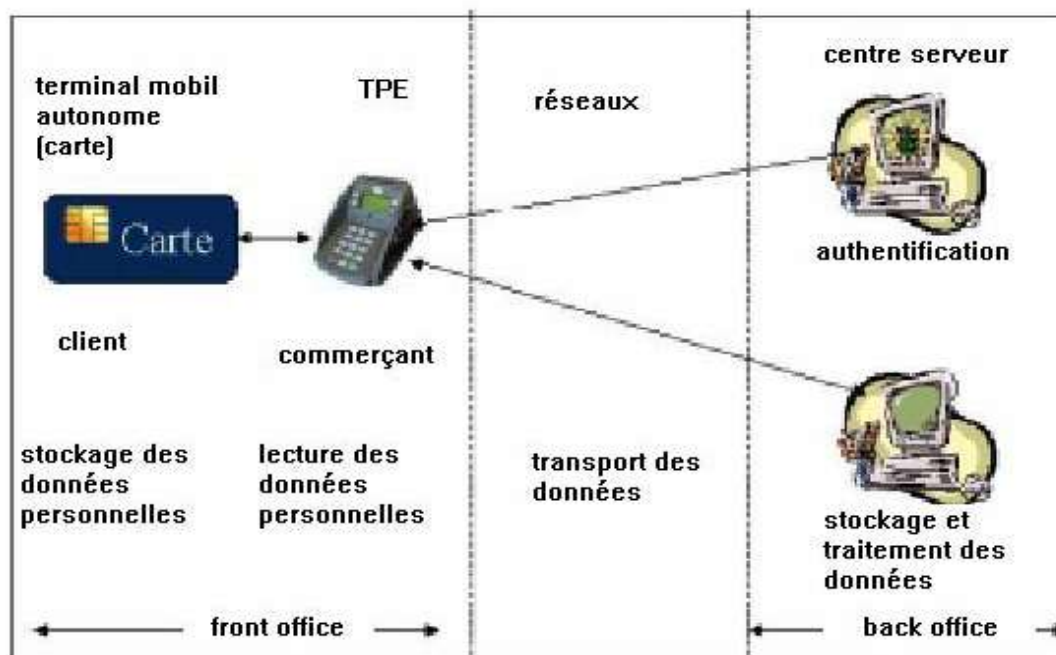 terminal mobil
autonome
(carte)
TPE
réseaux
centre serveur
Carte
authentification
client
commerçant
stockage des
données
personnelles
lecture des
données
personnelles
transport des
données
stockage et
traitement des
données
front office
back office